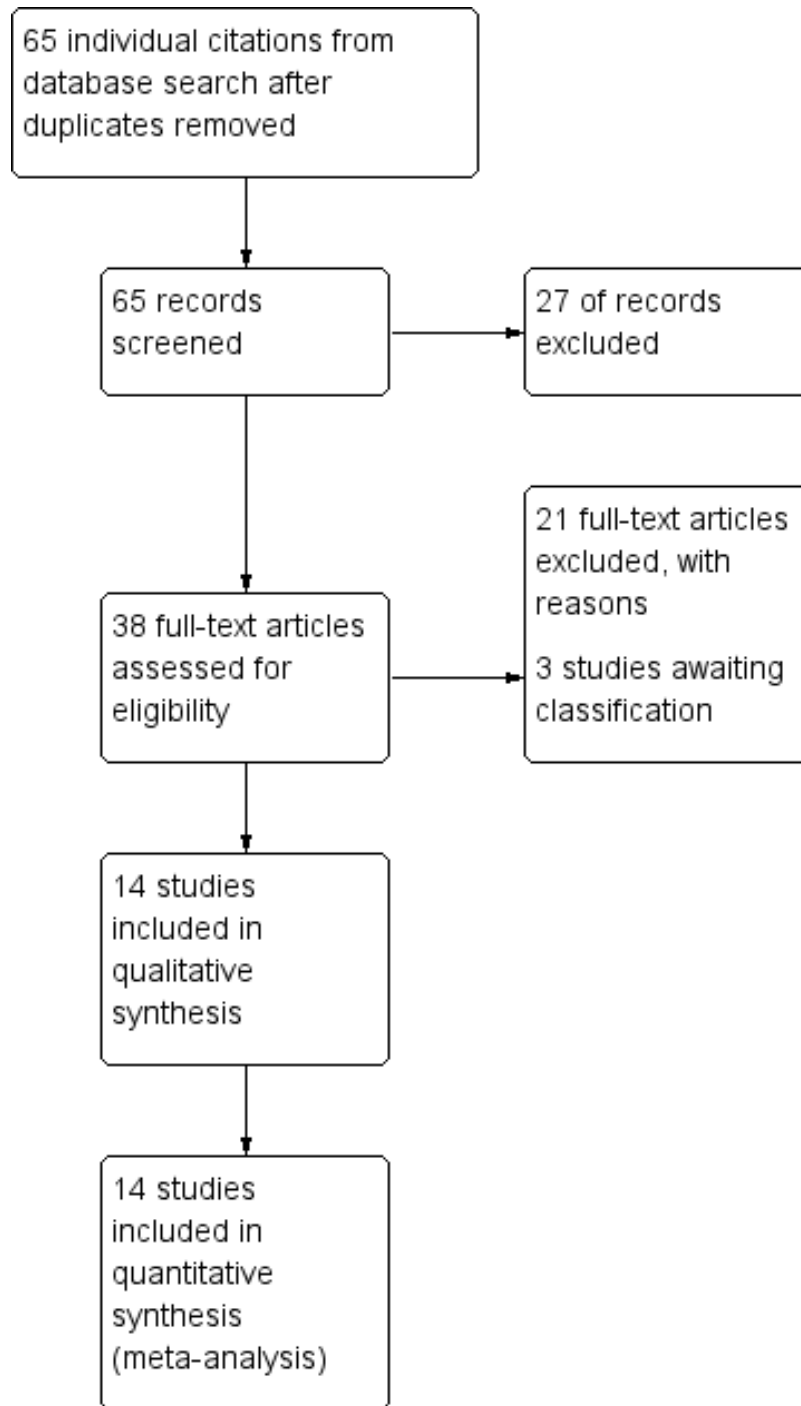 65 individual citations from
database search after
duplicates removed
65 records
screened
27 of records
excluded
21 full-text articles
excluded, with
reasons
3 studies awaiting
classification
38 full-text articles
assessed for
eligibility
14 studies
included in
qualitative
synthesis
14 studies
included in
quantitative
synthesis
(meta-analysis)